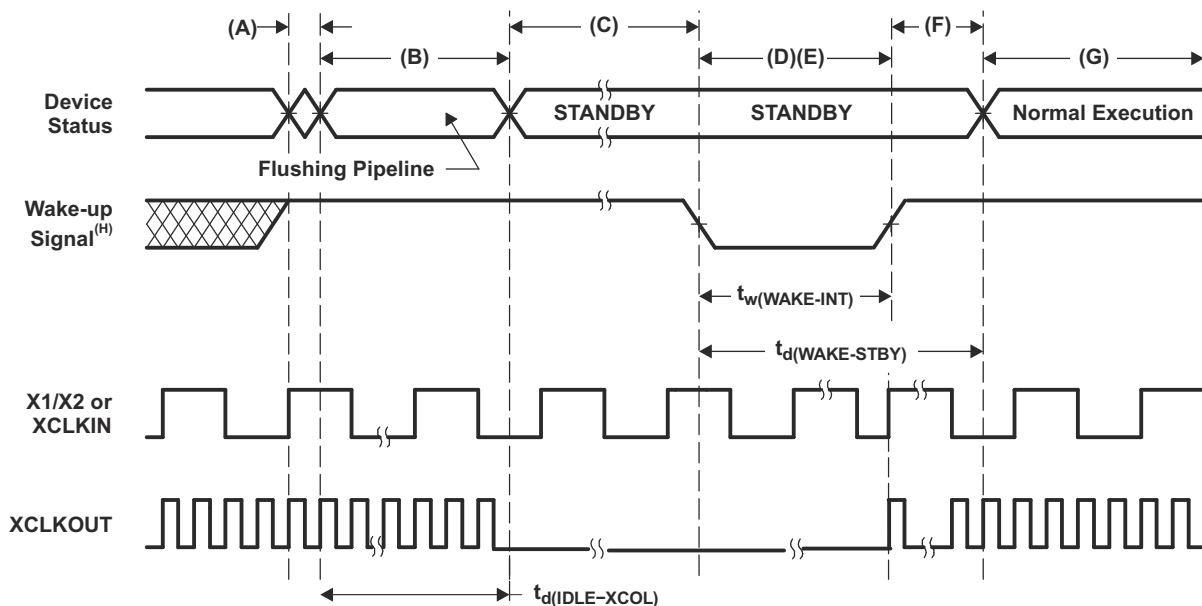 (A)
(C)
(F)
(B)
(D)(E)
(G)
Device
Status
STANDBY
STANDBY
Normal Execution
Flushing Pipeline
Wake-up
Signal(H)
tw(WAKE-INT)
td(WAKE-STBY)
X1/X2 or
XCLKIN
XCLKOUT
td(IDLE−XCOL)